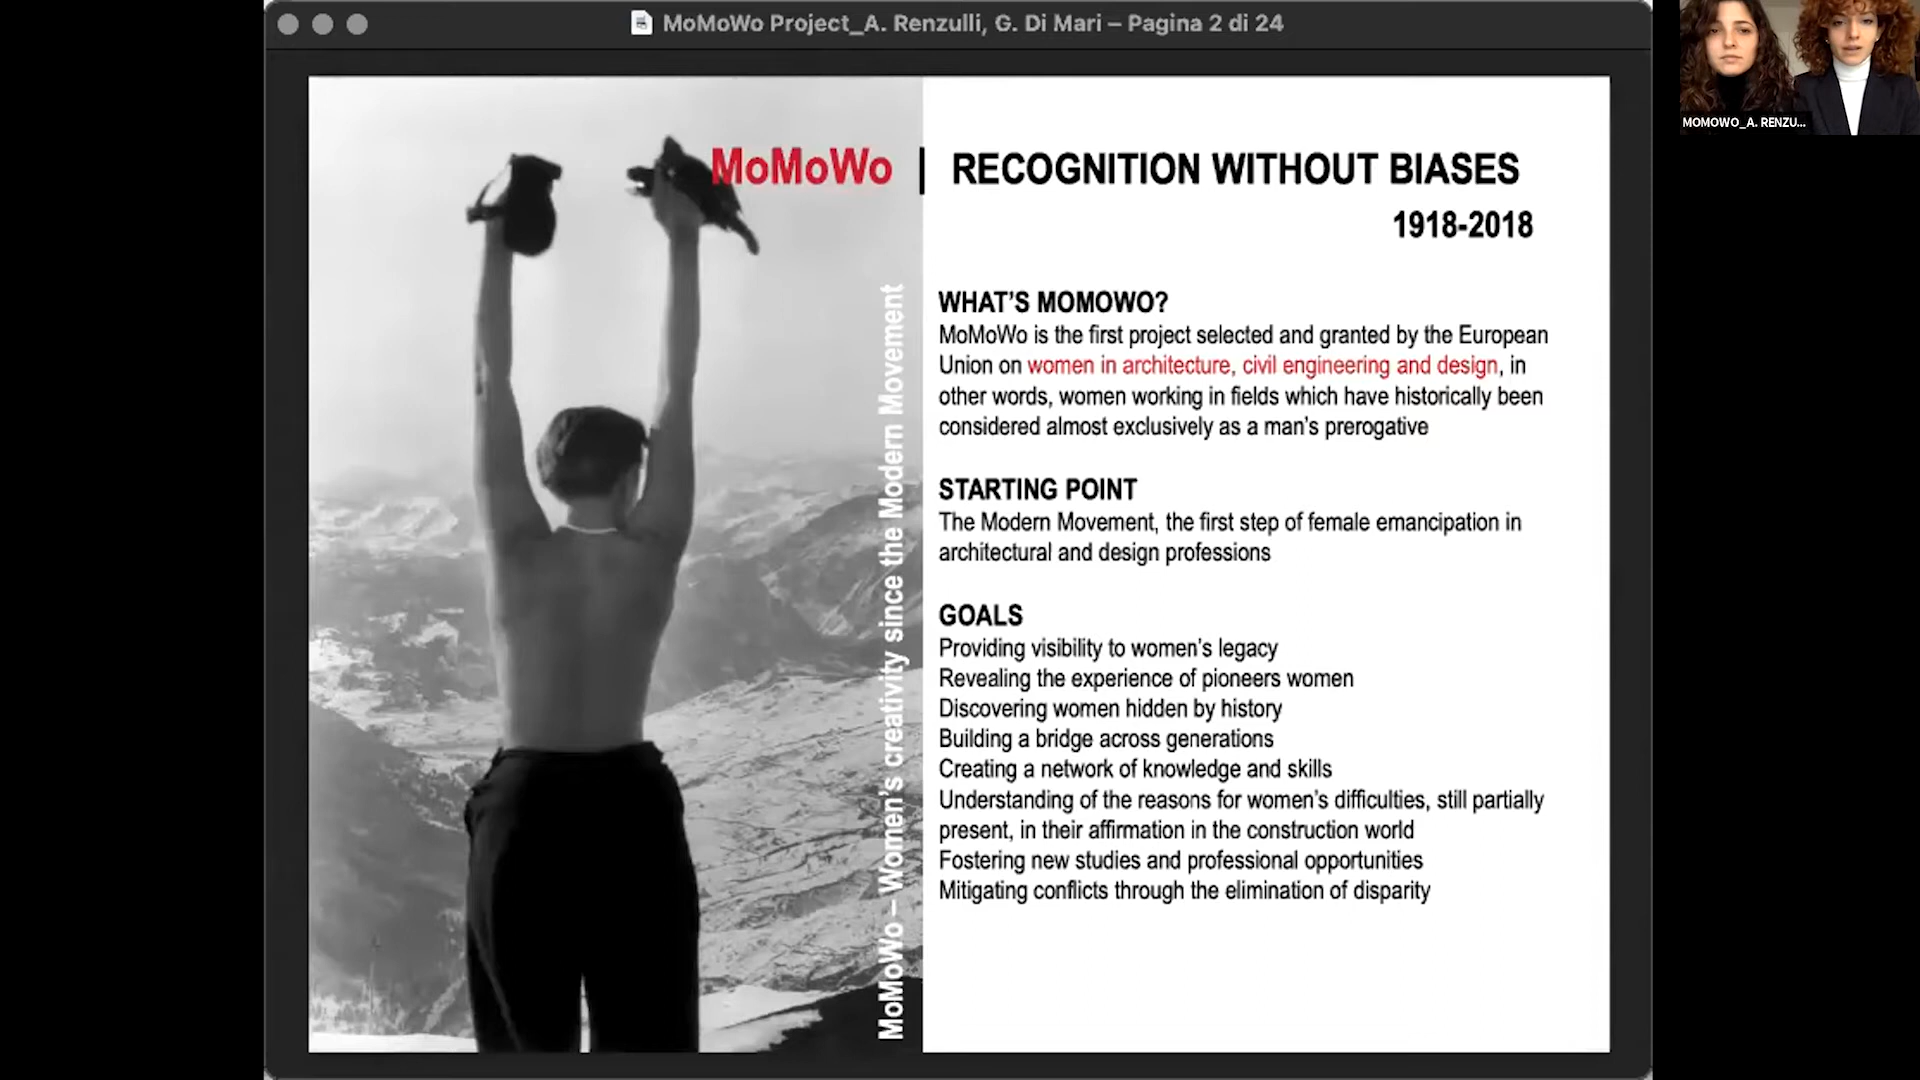 MoMoWo Project_A. Renzulli, G. Di Mari – Pagina 2 di 24
MOMOWO_A. RENZU...
MoMoWo | RECOGNITION WITHOUT BIASES
1918-2018
MoMoWo – Women's creativity since the Modern Movement
WHAT'S MOMOWO?
MoMoWo is the first project selected and granted by the European
Union on women in architecture, civil engineering and design, in
other words, women working in fields which have historically been
considered almost exclusively as a man's prerogative
STARTING POINT
The Modern Movement, the first step of female emancipation in
architectural and design professions
GOALS
Providing visibility to women's legacy
Revealing the experience of pioneers women
Discovering women hidden by history
Building a bridge across generations
Creating a network of knowledge and skills
Understanding of the reasons for women's difficulties, still partially
present, in their affirmation in the construction world
Fostering new studies and professional opportunities
Mitigating conflicts through the elimination of disparity